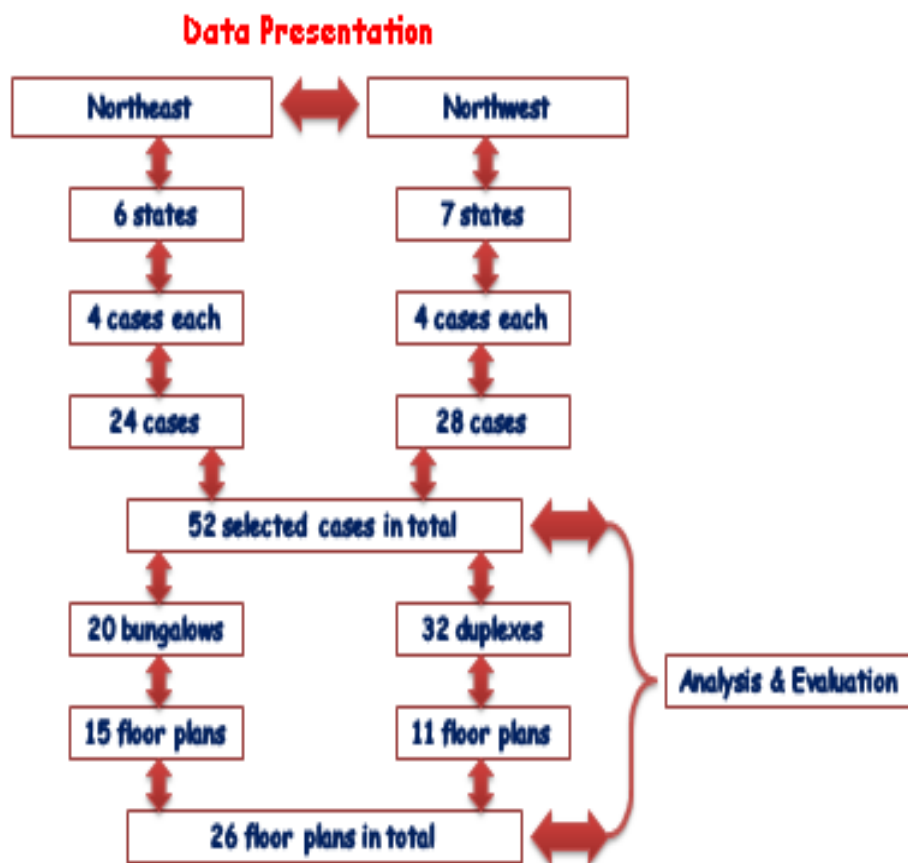 Data Presentation
Northeast
Northwest
6 states
7 states
4 cases each
4 cases each
24 cases
28 cases
52 selected cases in total
20 bungalows
32 duplexes
Analysis & Evaluation
15 floor plans
11 floor plans
26 floor plans in total